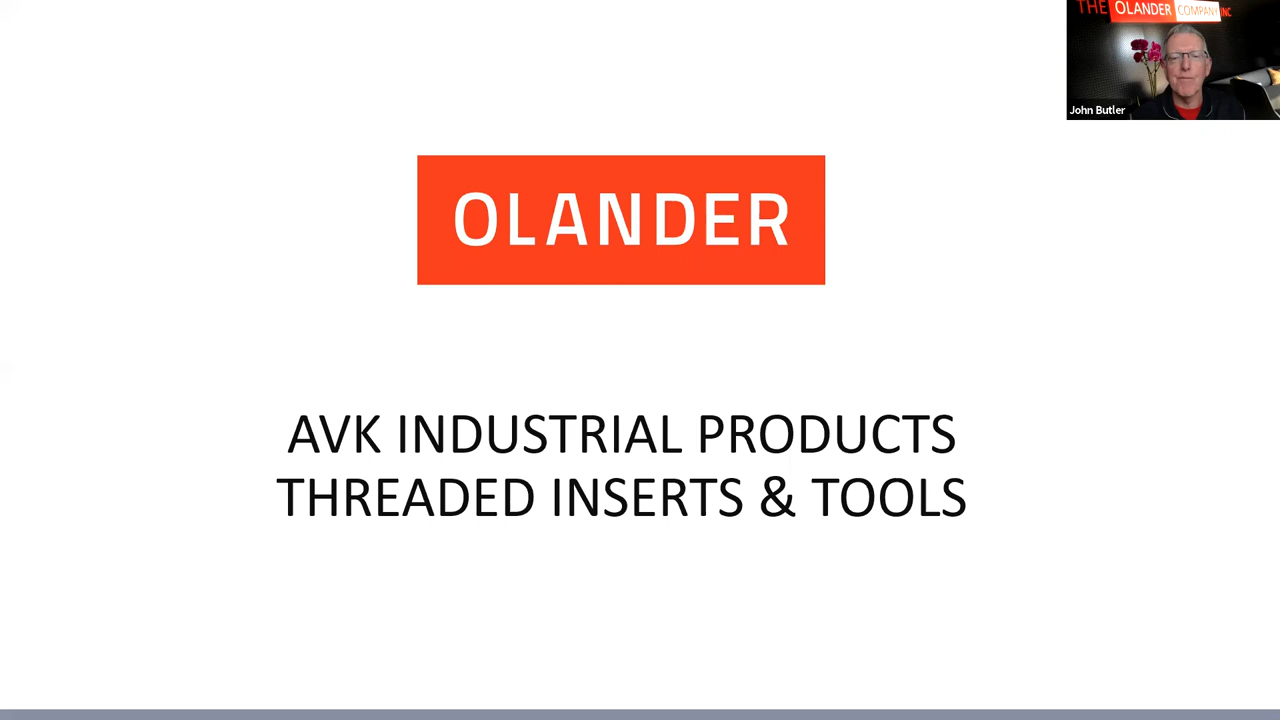 THE OLANDER COMPANY INC
John Butler
OLANDER
AVK INDUSTRIAL PRODUCTS
THREADED INSERTS & TOOLS